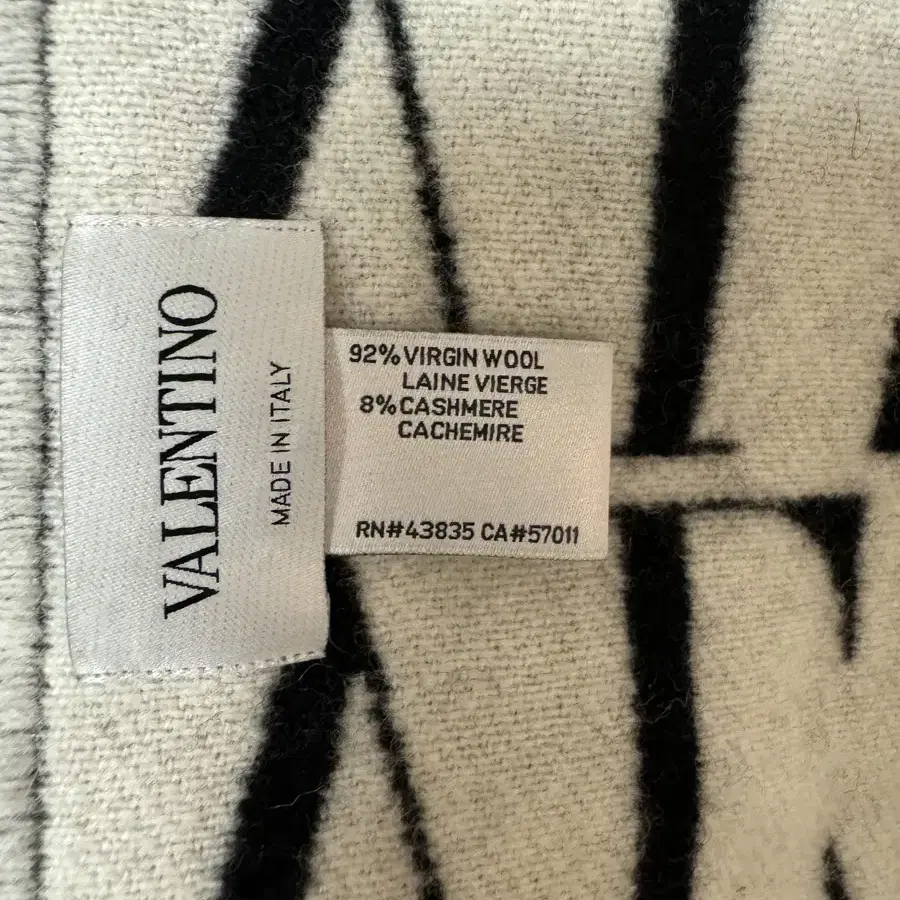 VALENTINO
MADE IN ITALY
92% VIRGIN WOOL
LAINE VIERGE
8% CASHMERE
CACHEMIRE
RN#43835 CA#57011